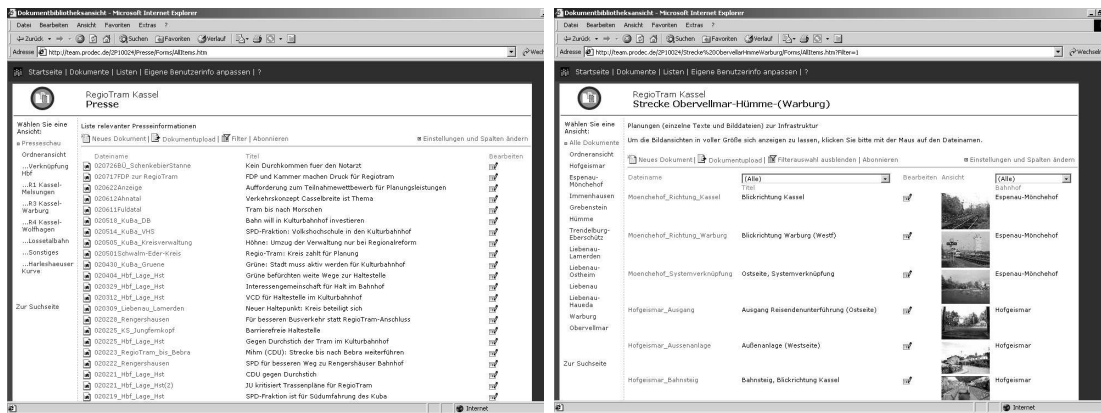 Dokumentbibliotheksansicht - Microsoft Internet Explorer
Datei Bearbeiten Ansicht Favoriten Extras ?
Zurück Suchen Favoriten Verlauf
Adresse http://team.prodec.de/2P10024/Presse/Forms/AllItems.htm
Startseite | Dokumente | Listen | Eigene Benutzerinfo anpassen | ?
RegioTram Kassel
Presse
Wählen Sie eine Ansicht:
Presseschau
Ordneransicht
...Verknüpfung Hbf
...R1 Kassel-Melsungen
...R3 Kassel-Warburg
...R4 Kassel-Wolfhagen
...Lossetalbahn
...Sonstiges
...Harleshaeuser Kurve
Zur Suchseite
Liste relevanter Presseinformationen
Neues Dokument | Dokumentupload | Filter | Abonnieren Einstellungen und Spalten ändern
Dateiname Titel Bearbeiten
020726BÜ_SchenkebierStanne Kein Durchkommen fuer den Notarzt
020717FDP zur RegioTram FDP und Kammer machen Druck für Regiotram
020622Anzeige Aufforderung zum Teilnahmewettbewerb für Planungsleistungen
020612Ahnatal Verkehrskonzept Casselbreite ist Thema
020611Fuldatal Tram bis nach Morschen
020518_KuBa_DB Bahn will in Kulturbahnhof investieren
020514_KuBa_VHS SPD-Fraktion: Volkshochschule in den Kulturbahnhof
020505_KuBa_Kreisverwaltung Höhne: Umzug der Verwaltung nur bei Regionalreform
020501Schwalm-Eder-Kreis Regio-Tram: Kreis zahlt für Planung
020430_KuBa_Gruene Grüne: Stadt muss aktiv werden für Kulturbahnhof
020404_Hbf_Lage_Hst Grüne befürchten weite Wege zur Haltestelle
020329_Hbf_Lage_Hst Interessengemeinschaft für Halt im Bahnhof
020312_Hbf_Lage_Hst VCD für Haltestelle im Kulturbahnhof
020309_Liebenau_Lamerden Neuer Haltepunkt: Kreis beteiligt sich
020228_Rengershausen Für besseren Busverkehr statt RegioTram-Anschluss
020225_KS_Jungfernkopf Barrierefreie Haltestelle
020225_Hbf_Lage_Hst Gegen Durchstich der Tram im Kulturbahnhof
020223_RegioTram_bis_Bebra Mihm (CDU): Strecke bis nach Bebra weiterführen
020222_Rengershausen SPD für besseren Weg zu Rengershäuser Bahnhof
020221_Hbf_Lage_Hst CDU gegen Durchstich
020221_Hbf_Lage_Hst(2) JU kritisiert Trassenpläne für RegioTram
020219_Hbf_Lage_Hst SPD-Fraktion ist für Südumfahrung des Kuba
Internet
Dokumentbibliotheksansicht - Microsoft Internet Explorer
Datei Bearbeiten Ansicht Favoriten Extras ?
Zurück Suchen Favoriten Verlauf
Adresse http://team.prodec.de/2P10024/Strecke%20ObervellmarHmmeWarburg/Forms/AllItems.htm?Filter=1
Startseite | Dokumente | Listen | Eigene Benutzerinfo anpassen | ?
RegioTram Kassel
Strecke Obervellmar-Hümme-(Warburg)
Wählen Sie eine Ansicht:
Alle Dokumente
Ordneransicht
Hofgeismar
Espenau-Mönchehof
Immenhausen
Grebenstein
Hümme
Trendelburg-Eberschütz
Liebenau-Lamerden
Liebenau-Ostheim
Liebenau
Liebenau-Haueda
Warburg
Obervellmar
Zur Suchseite
Planungen (einzelne Texte und Bilddateien) zur Infrastruktur
Um die Bildansichten in voller Größe sich anzeigen zu lassen, klicken Sie bitte mit der Maus auf den Dateinamen.
Neues Dokument | Dokumentupload | Filterauswahl ausblenden | Abonnieren Einstellungen und Spalten ändern
Dateiname (Alle) Bearbeiten Ansicht (Alle)
Titel Bahnhof
Moenchehof_Richtung_Kassel Blickrichtung Kassel Espenau-Mönchehof
Moenchehof_Richtung_Warburg Blickrichtung Warburg (Westf) Espenau-Mönchehof
Moenchehof_Systemverknüpfung Ostseite, Systemverknüpfung Espenau-Mönchehof
Hofgeismar_Ausgang Ausgang Reisendenunterführung (Ostseite) Hofgeismar
Hofgeismar_Aussenanlage Außenanlage (Westseite) Hofgeismar
Hofgeismar_Bahnsteig Bahnsteig, Blickrichtung Kassel Hofgeismar
Internet